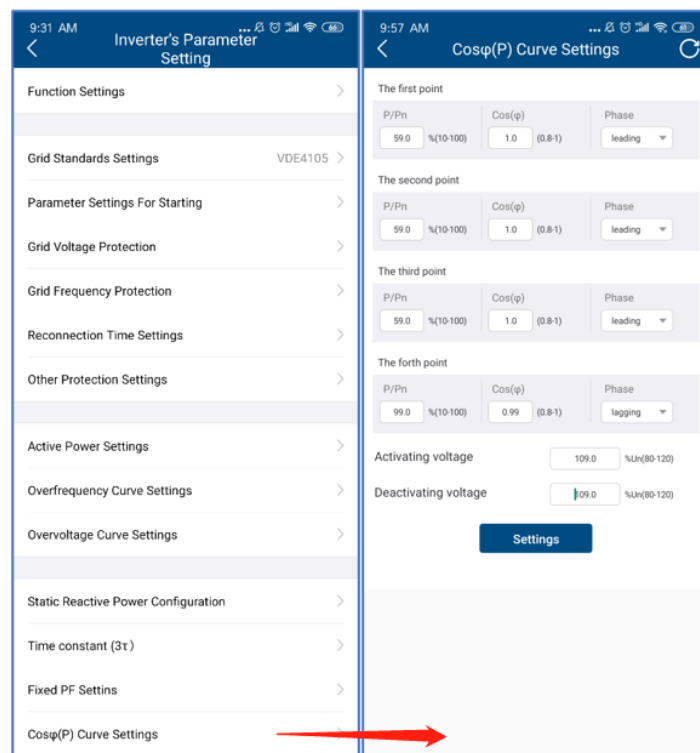 9:31 AM
Inverter's Parameter
Setting
Function Settings
Grid Standards Settings VDE4105
Parameter Settings For Starting
Grid Voltage Protection
Grid Frequency Protection
Reconnection Time Settings
Other Protection Settings
Active Power Settings
Overfrequency Curve Settings
Overvoltage Curve Settings
Static Reactive Power Configuration
Time constant (3τ)
Fixed PF Settins
Cosφ(P) Curve Settings
9:57 AM
Cosφ(P) Curve Settings
The first point
P/Pn Cos(φ) Phase
59.0 %(10-100) 1.0 (0.8-1) leading
The second point
P/Pn Cos(φ) Phase
59.0 %(10-100) 1.0 (0.8-1) leading
The third point
P/Pn Cos(φ) Phase
59.0 %(10-100) 1.0 (0.8-1) leading
The forth point
P/Pn Cos(φ) Phase
99.0 %(10-100) 0.99 (0.8-1) lagging
Activating voltage 109.0 %Un(80-120)
Deactivating voltage 109.0 %Un(80-120)
Settings